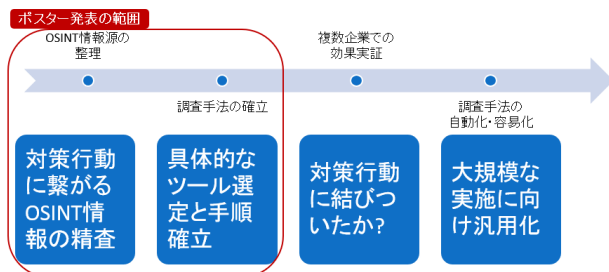 ポスター発表の範囲
OSINT情報源の
整理
調査手法の確立
複数企業での
効果実証
調査手法の
自動化・容易化
対策行動
に繋がる
OSINT情
報の精査
具体的な
ツール選
定と手順
確立
対策行動
に結びつ
いたか?
大規模な
実施に向
け汎用化